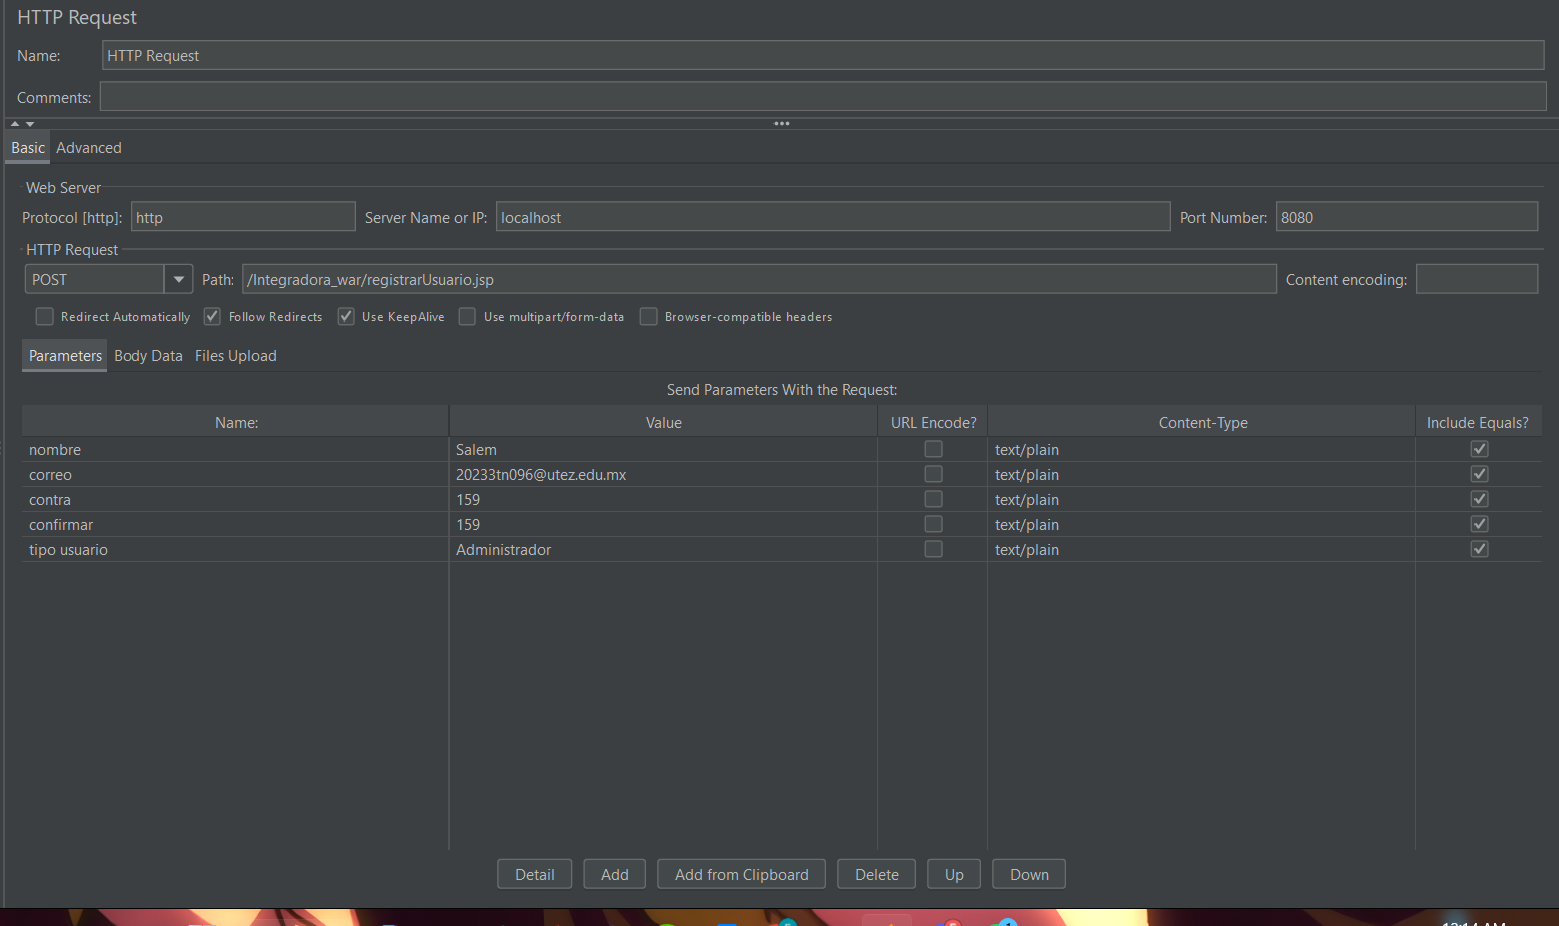 HTTP Request
Name: HTTP Request
Comments:
Basic Advanced
Web Server
Protocol [http]: http Server Name or IP: localhost Port Number: 8080
HTTP Request
POST Path: /Integradora_war/registrarUsuario.jsp Content encoding:
Redirect Automatically Follow Redirects Use KeepAlive Use multipart/form-data Browser-compatible headers
Parameters Body Data Files Upload
Send Parameters With the Request:
Name: Value URL Encode? Content-Type Include Equals?
nombre Salem text/plain
correo 20233tn096@utez.edu.mx text/plain
contra 159 text/plain
confirmar 159 text/plain
tipo usuario Administrador text/plain
Detail Add Add from Clipboard Delete Up Down